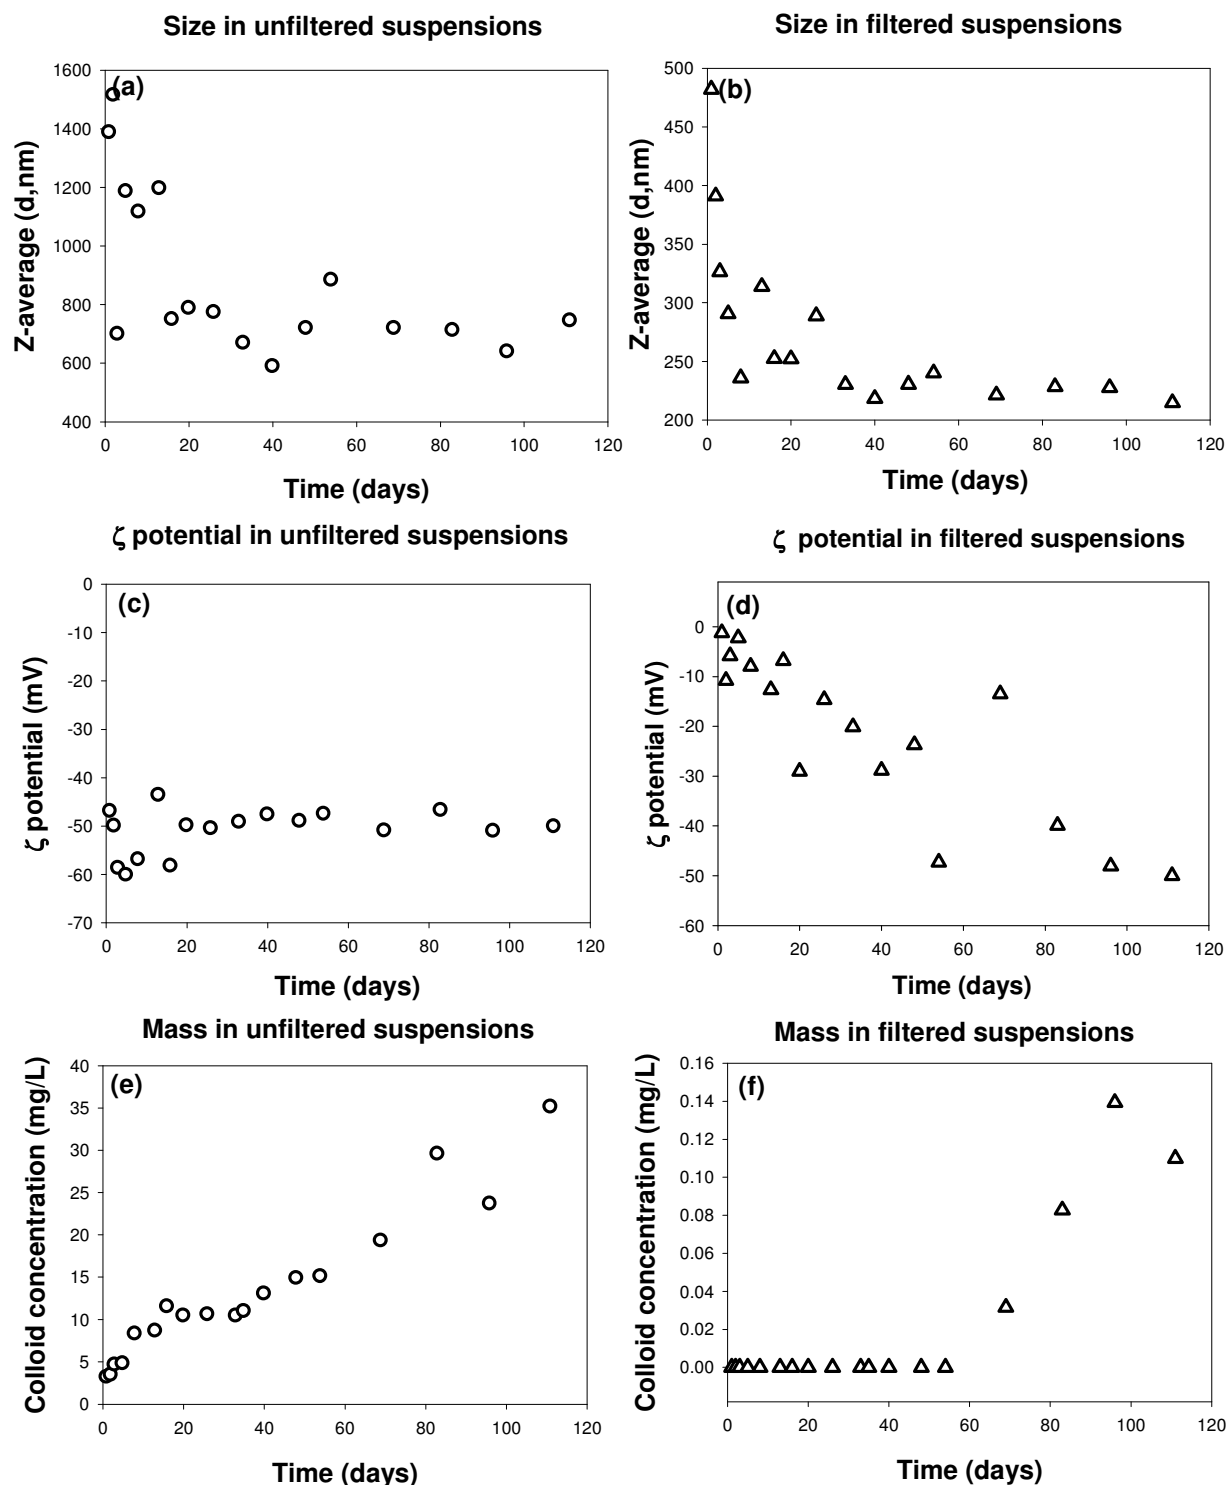 Size in unfiltered suspensions
(a)
Z-average (d,nm)
1600
1400
1200
1000
800
600
400
0 20 40 60 80 100 120
Time (days)
Size in filtered suspensions
(b)
Z-average (d,nm)
500
450
400
350
300
250
200
0 20 40 60 80 100 120
Time (days)
ζ potential in unfiltered suspensions
(c)
ζ potential (mV)
0
-10
-20
-30
-40
-50
-60
-70
0 20 40 60 80 100 120
Time (days)
ζ potential in filtered suspensions
(d)
ζ potential (mV)
0
-10
-20
-30
-40
-50
-60
0 20 40 60 80 100 120
Time (days)
Mass in unfiltered suspensions
(e)
Colloid concentration (mg/L)
40
35
30
25
20
15
10
5
0
0 20 40 60 80 100 120
Time (days)
Mass in filtered suspensions
(f)
Colloid concentration (mg/L)
0.16
0.14
0.12
0.10
0.08
0.06
0.04
0.02
0.00
0 20 40 60 80 100 120
Time (days)